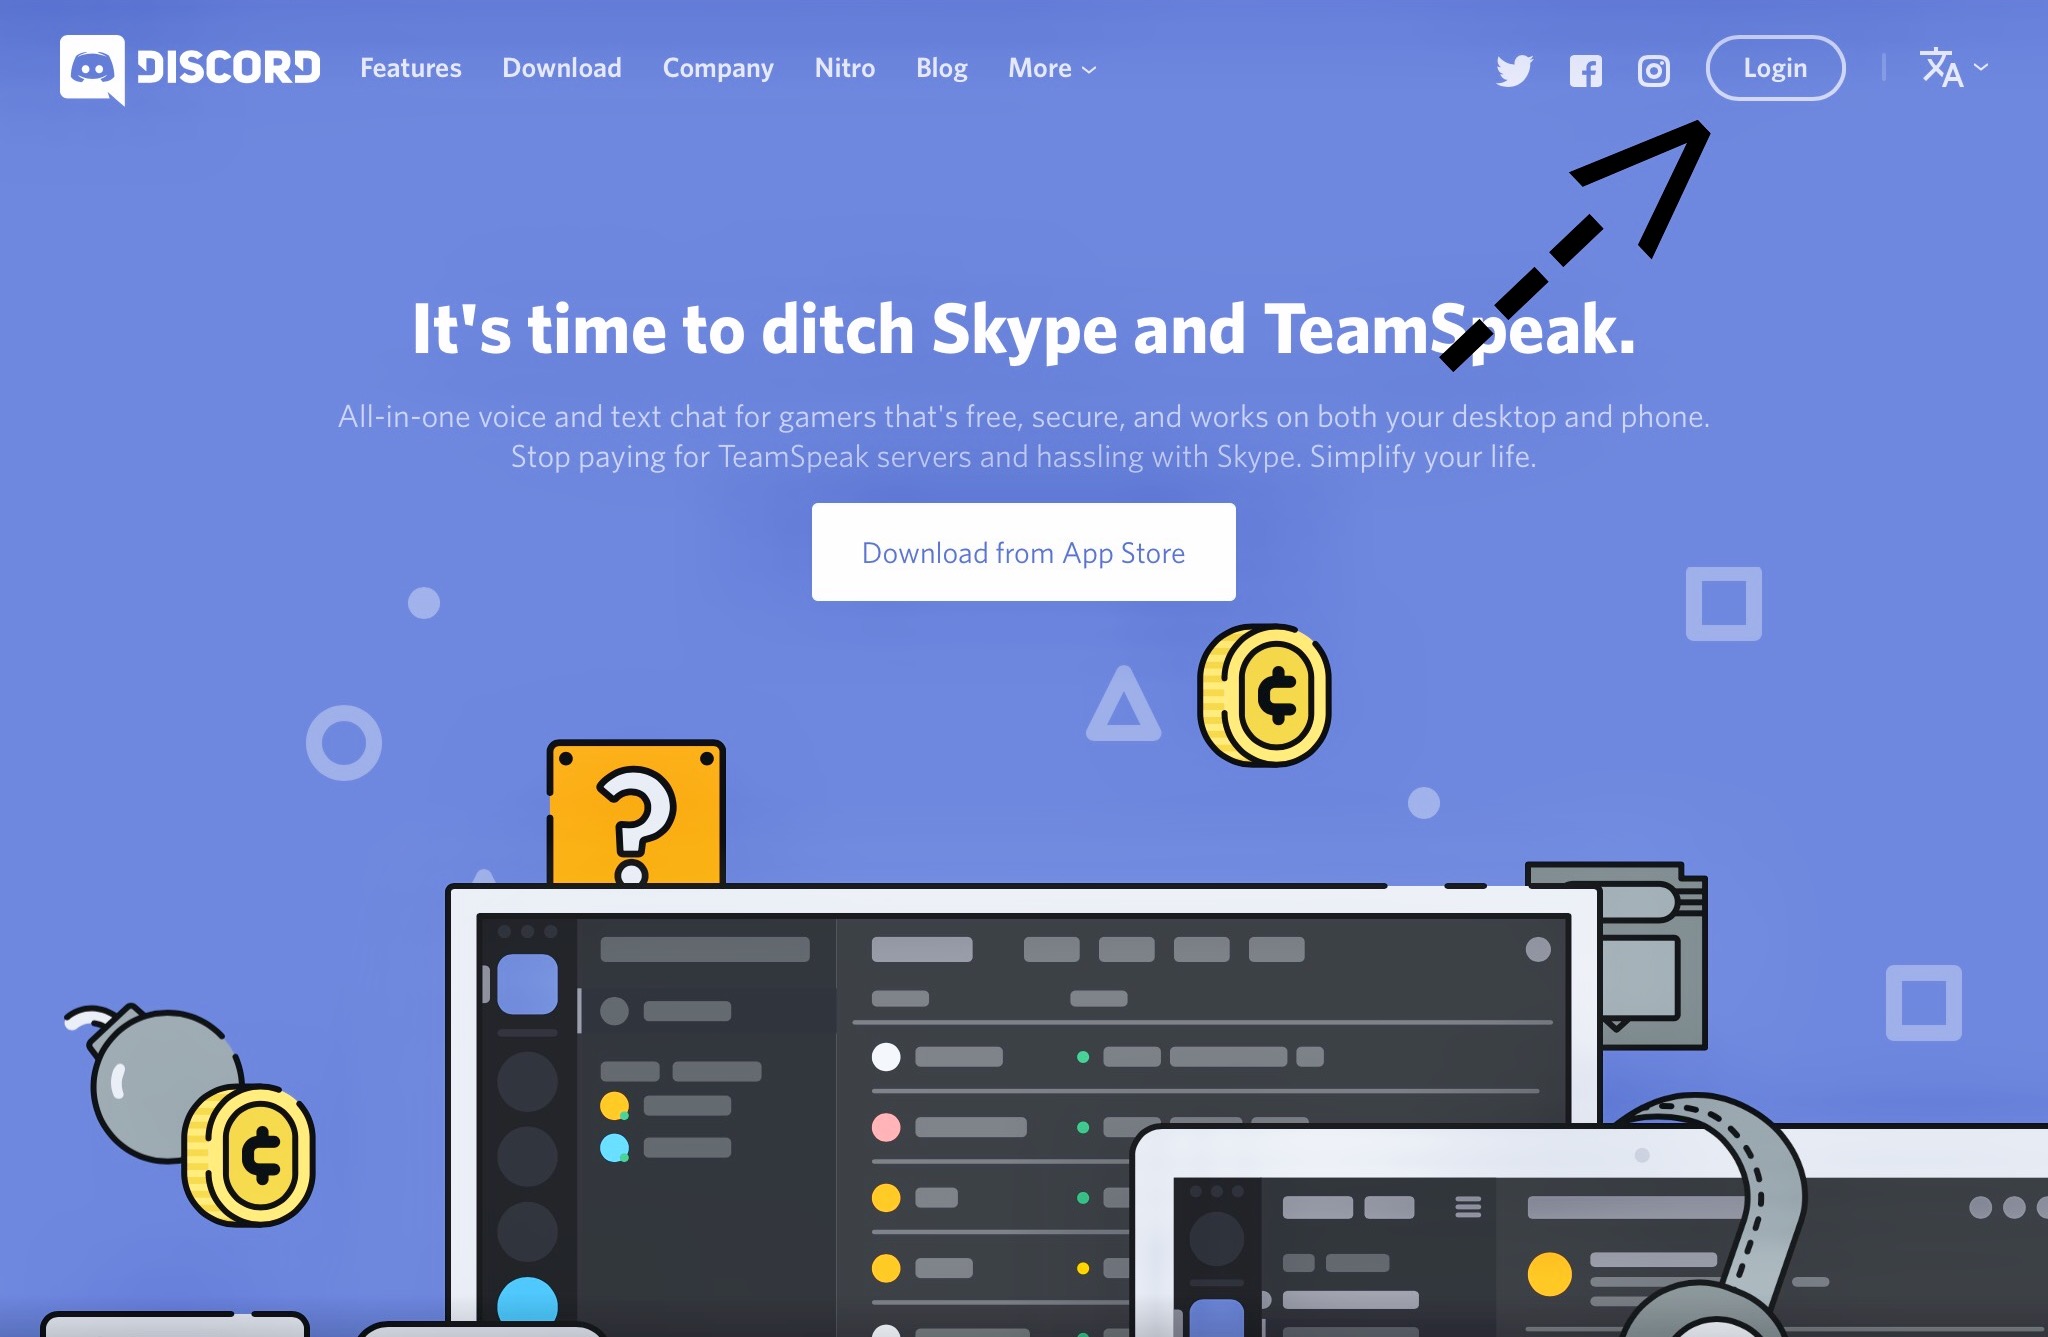 DISCORD Features Download Company Nitro Blog More Login 文A
It's time to ditch Skype and TeamSpeak.
All-in-one voice and text chat for gamers that's free, secure, and works on both your desktop and phone.
Stop paying for TeamSpeak servers and hassling with Skype. Simplify your life.
Download from App Store
¢
?
¢